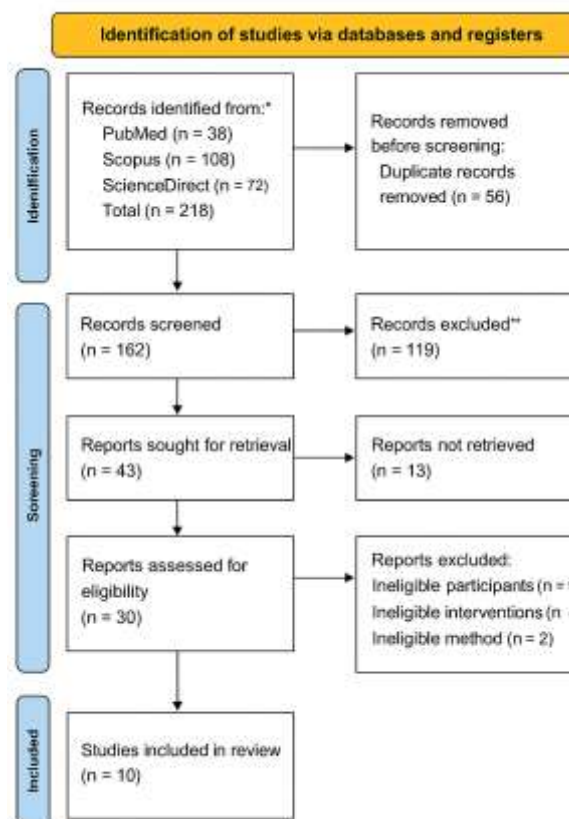 Identification of studies via databases and registers
Identification
Records identified from:*
PubMed (n = 38)
Scopus (n = 108)
ScienceDirect (n = 72)
Total (n = 218)
Records removed
before screening:
Duplicate records
removed (n = 56)
Screening
Records screened
(n = 162)
Records excluded**
(n = 119)
Reports sought for retrieval
(n = 43)
Reports not retrieved
(n = 13)
Reports assessed for
eligibility
(n = 30)
Reports excluded:
Ineligible participants (n =
Ineligible interventions (n
Ineligible method (n = 2)
Included
Studies included in review
(n = 10)